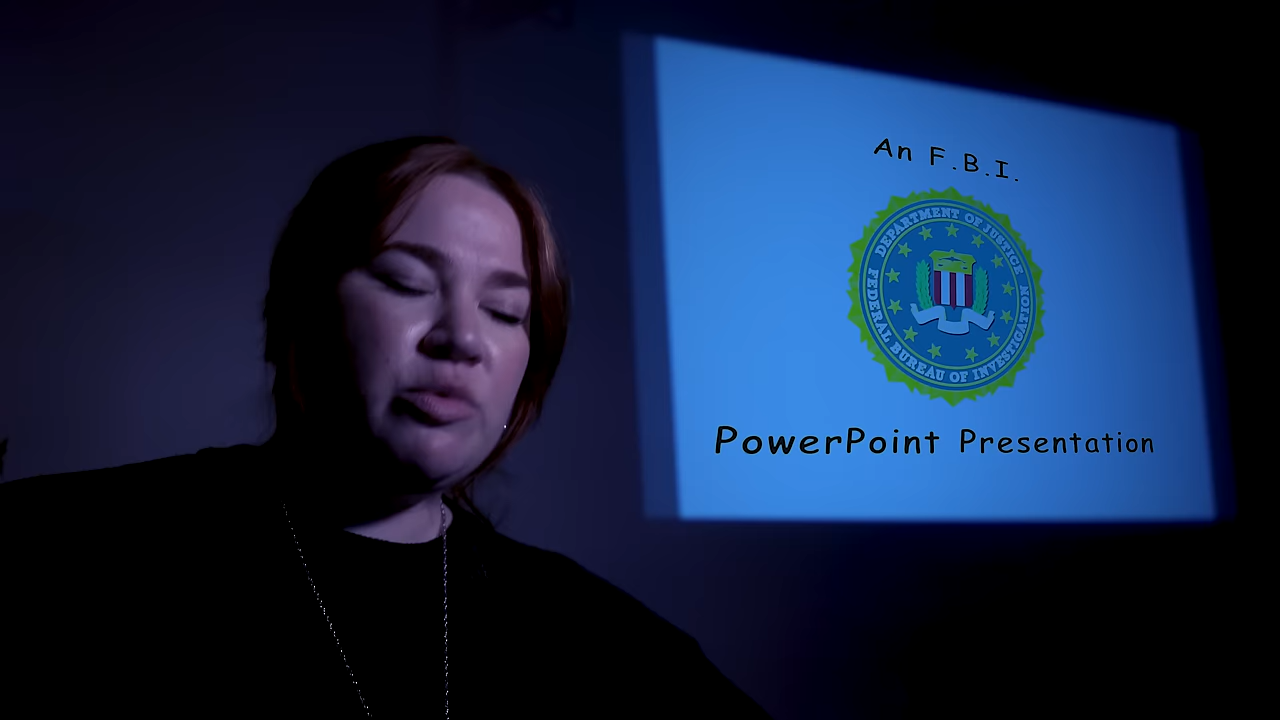 An F.B.I.
DEPARTMENT OF JUSTICE
FEDERAL BUREAU OF INVESTIGATION
PowerPoint Presentation